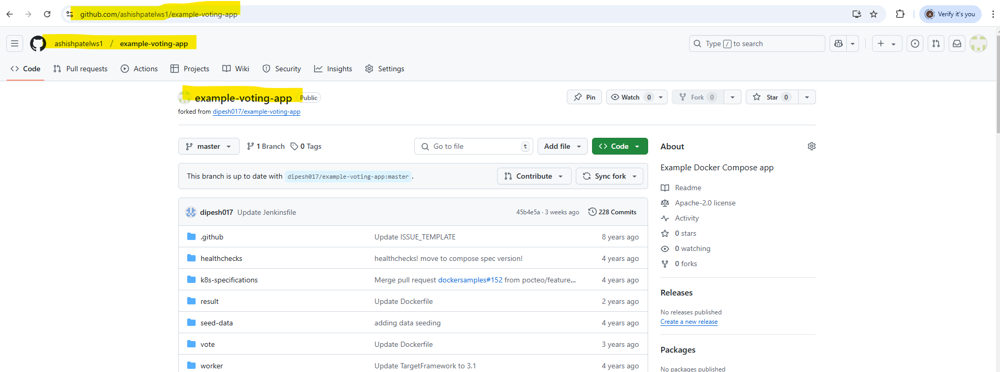 github.com/ashishpatelws1/example-voting-app
Verify it's you
ashishpatelws1 / example-voting-app
Type / to search
Code Pull requests Actions Projects Wiki Security Insights Settings
example-voting-app Public
Pin Watch 0 Fork 0 Star 0
forked from dipesh017/example-voting-app
master 1 Branch 0 Tags Go to file t Add file Code
This branch is up to date with dipesh017/example-voting-app:master .
Contribute Sync fork
dipesh017 Update Jenkinsfile 45b4e5a · 3 weeks ago 228 Commits
.github Update ISSUE_TEMPLATE 8 years ago
healthchecks healthchecks! move to compose spec version! 4 years ago
k8s-specifications Merge pull request dockersamples#152 from pocteo/feature... 4 years ago
result Update Dockerfile 2 years ago
seed-data adding data seeding 4 years ago
vote Update Dockerfile 3 years ago
worker Update TargetFramework to 3.1 4 years ago
About
Example Docker Compose app
Readme
Apache-2.0 license
Activity
0 stars
0 watching
0 forks
Releases
No releases published
Create a new release
Packages
No packages published